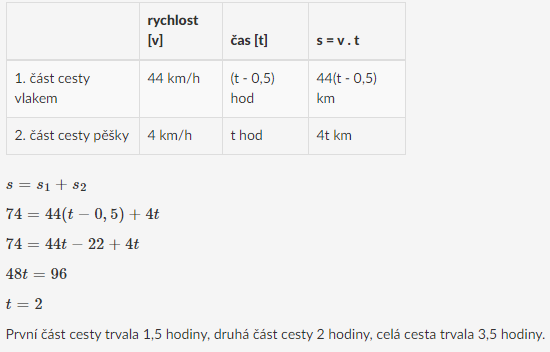 rychlost
[v] čas [t] s = v . t
1. část cesty 44 km/h (t - 0,5) 44(t - 0,5)
vlakem hod km
2. část cesty pěšky 4 km/h t hod 4t km
s = s₁ + s₂
74 = 44(t − 0, 5) + 4t
74 = 44t − 22 + 4t
48t = 96
t = 2
První část cesty trvala 1,5 hodiny, druhá část cesty 2 hodiny, celá cesta trvala 3,5 hodiny.